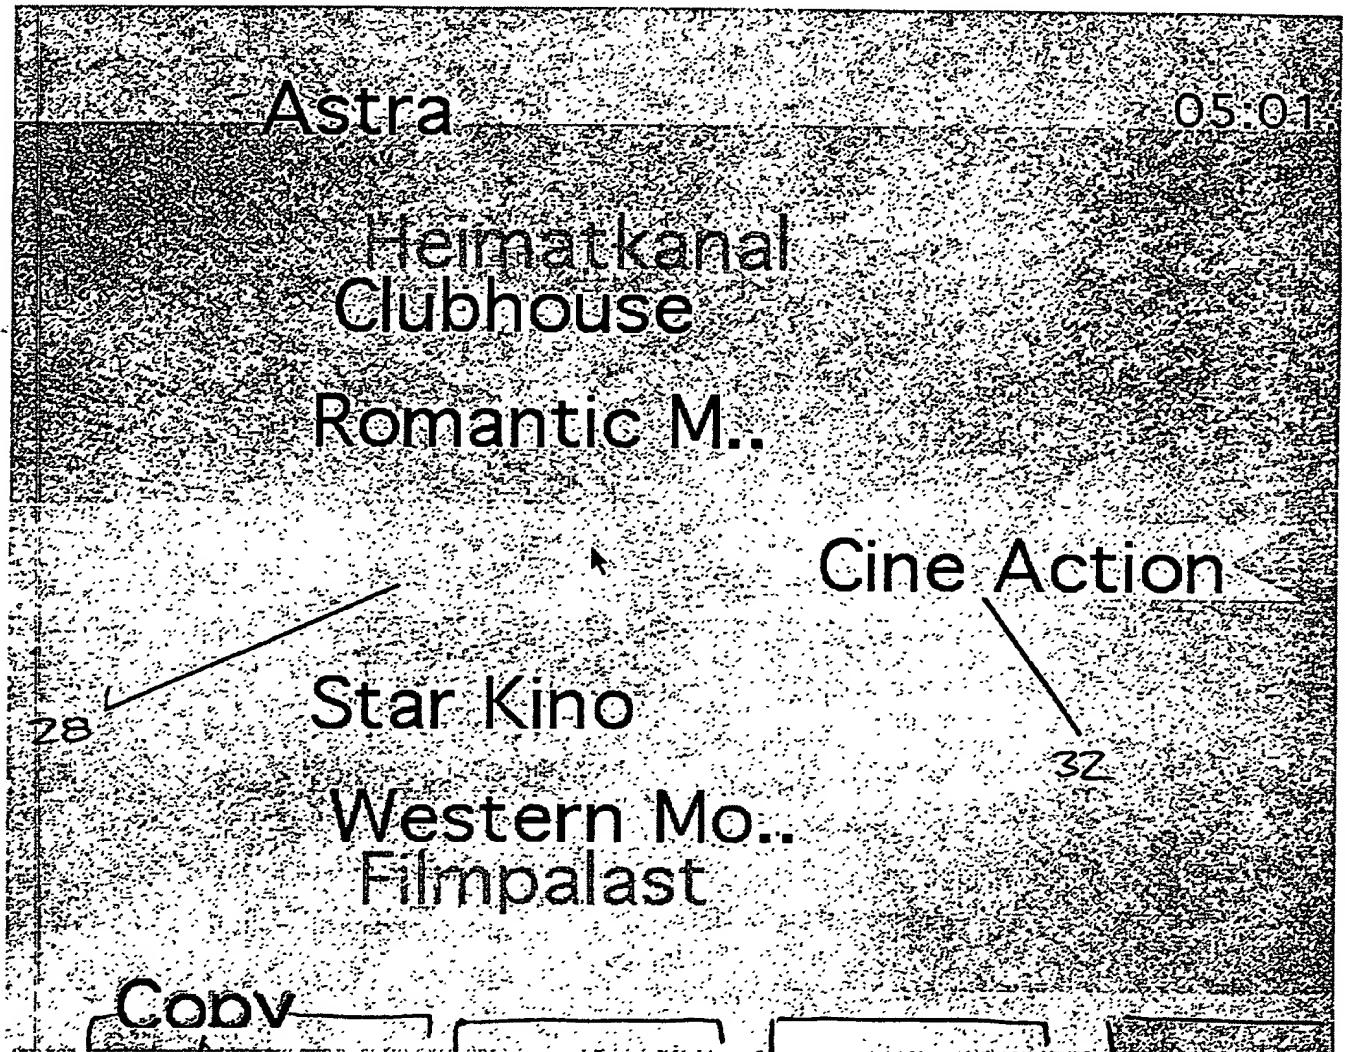 Astra 05:01
Heimatkanal
Clubhouse
Romantic M..
Cine Action
Star Kino
28
32
Western Mo..
Filmpalast
Copy